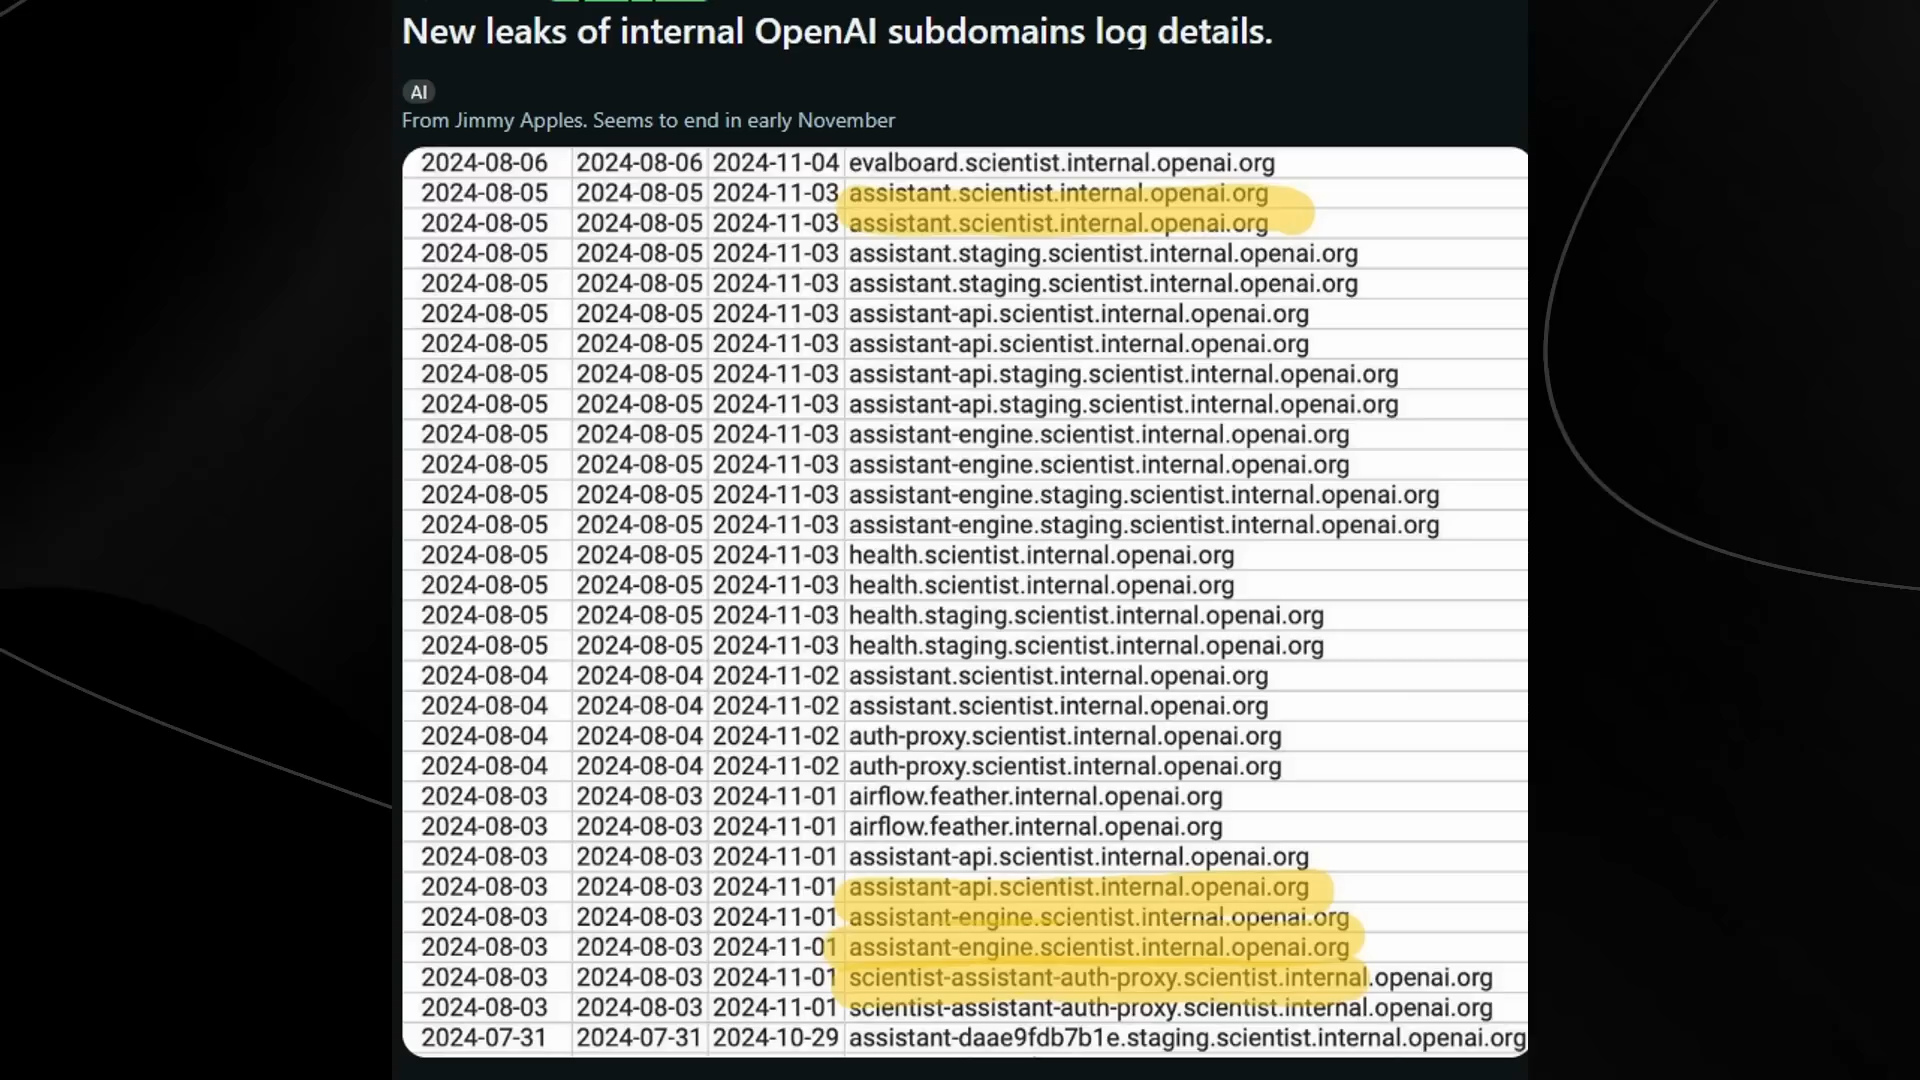 New leaks of internal OpenAI subdomains log details.
AI
From Jimmy Apples. Seems to end in early November
2024-08-06 2024-08-06 2024-11-04 evalboard.scientist.internal.openai.org
2024-08-05 2024-08-05 2024-11-03 assistant.scientist.internal.openai.org
2024-08-05 2024-08-05 2024-11-03 assistant.scientist.internal.openai.org
2024-08-05 2024-08-05 2024-11-03 assistant.staging.scientist.internal.openai.org
2024-08-05 2024-08-05 2024-11-03 assistant.staging.scientist.internal.openai.org
2024-08-05 2024-08-05 2024-11-03 assistant-api.scientist.internal.openai.org
2024-08-05 2024-08-05 2024-11-03 assistant-api.scientist.internal.openai.org
2024-08-05 2024-08-05 2024-11-03 assistant-api.staging.scientist.internal.openai.org
2024-08-05 2024-08-05 2024-11-03 assistant-api.staging.scientist.internal.openai.org
2024-08-05 2024-08-05 2024-11-03 assistant-engine.scientist.internal.openai.org
2024-08-05 2024-08-05 2024-11-03 assistant-engine.scientist.internal.openai.org
2024-08-05 2024-08-05 2024-11-03 assistant-engine.staging.scientist.internal.openai.org
2024-08-05 2024-08-05 2024-11-03 assistant-engine.staging.scientist.internal.openai.org
2024-08-05 2024-08-05 2024-11-03 health.scientist.internal.openai.org
2024-08-05 2024-08-05 2024-11-03 health.scientist.internal.openai.org
2024-08-05 2024-08-05 2024-11-03 health.staging.scientist.internal.openai.org
2024-08-05 2024-08-05 2024-11-03 health.staging.scientist.internal.openai.org
2024-08-04 2024-08-04 2024-11-02 assistant.scientist.internal.openai.org
2024-08-04 2024-08-04 2024-11-02 assistant.scientist.internal.openai.org
2024-08-04 2024-08-04 2024-11-02 auth-proxy.scientist.internal.openai.org
2024-08-04 2024-08-04 2024-11-02 auth-proxy.scientist.internal.openai.org
2024-08-03 2024-08-03 2024-11-01 airflow.feather.internal.openai.org
2024-08-03 2024-08-03 2024-11-01 airflow.feather.internal.openai.org
2024-08-03 2024-08-03 2024-11-01 assistant-api.scientist.internal.openai.org
2024-08-03 2024-08-03 2024-11-01 assistant-api.scientist.internal.openai.org
2024-08-03 2024-08-03 2024-11-01 assistant-engine.scientist.internal.openai.org
2024-08-03 2024-08-03 2024-11-01 assistant-engine.scientist.internal.openai.org
2024-08-03 2024-08-03 2024-11-01 scientist-assistant-auth-proxy.scientist.internal.openai.org
2024-08-03 2024-08-03 2024-11-01 scientist-assistant-auth-proxy.scientist.internal.openai.org
2024-07-31 2024-07-31 2024-10-29 assistant-daae9fdb7b1e.staging.scientist.internal.openai.org